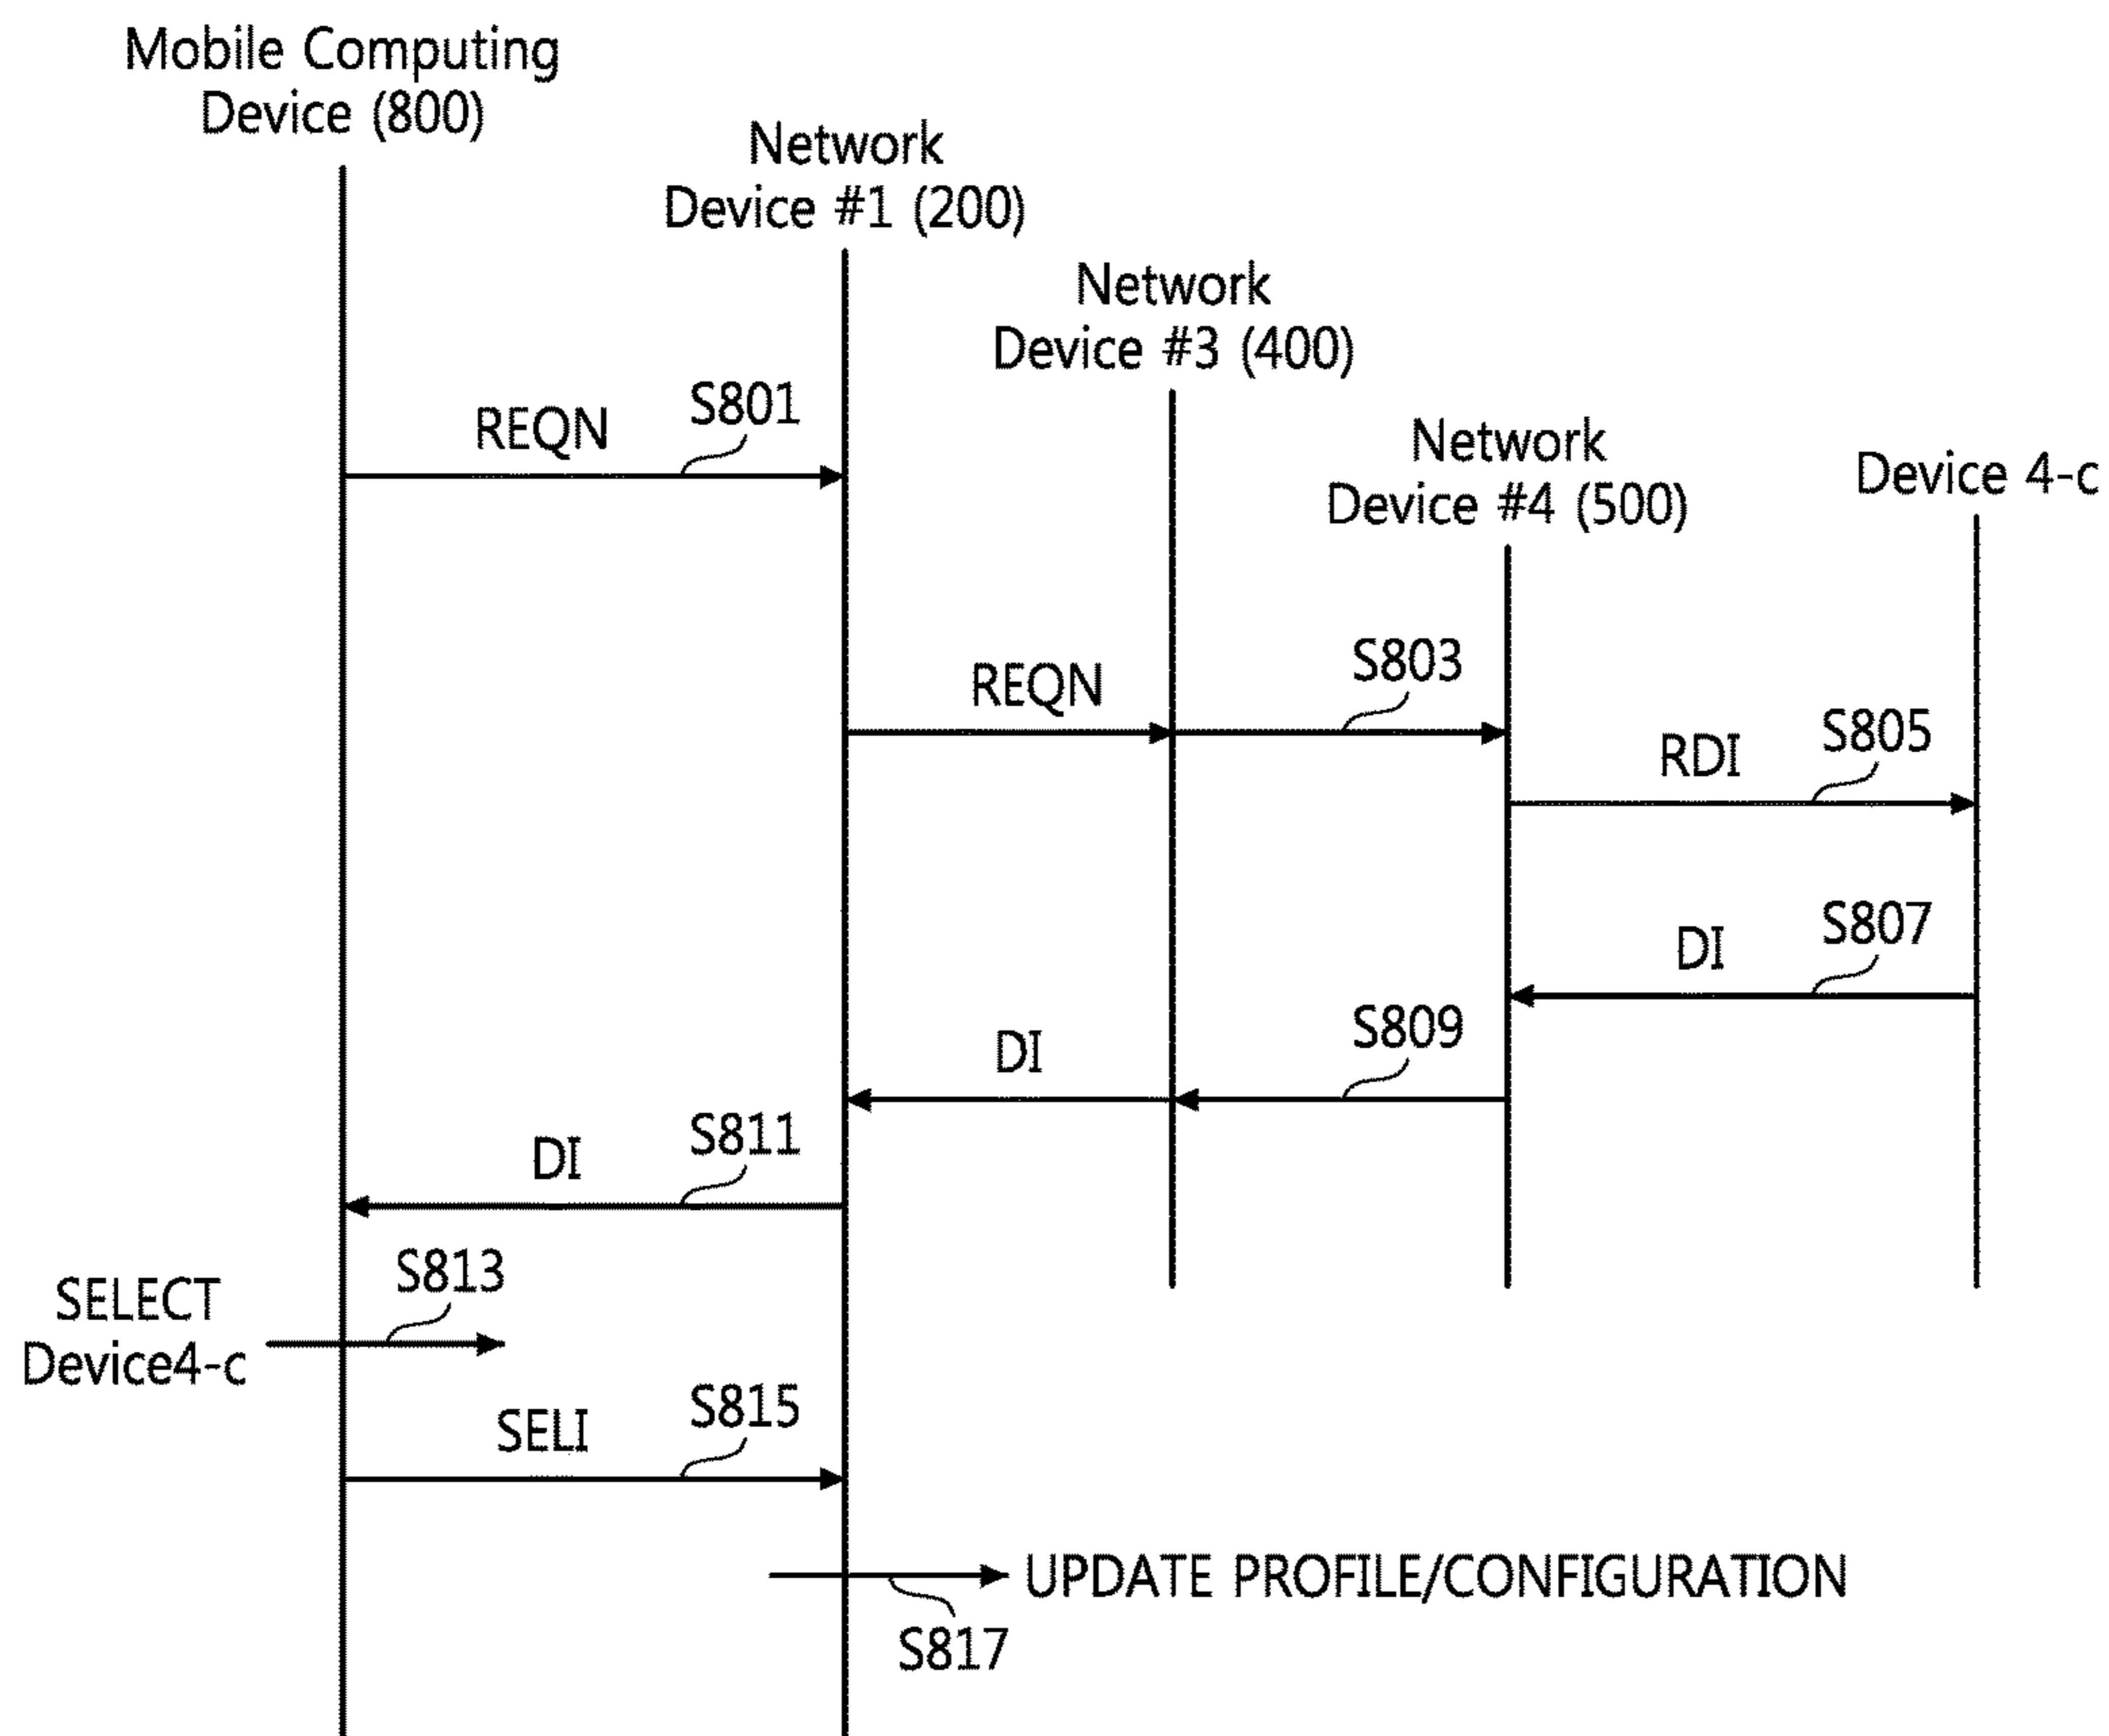 Mobile Computing
Device (800)
Network
Device #1 (200)
Network
Device #3 (400)
Network
Device #4 (500)
Device 4-c
REQN
S801
REQN
S803
RDI
S805
DI
S807
DI
S809
DI
S811
SELECT
Device4-c
S813
SELI
S815
UPDATE PROFILE/CONFIGURATION
S817